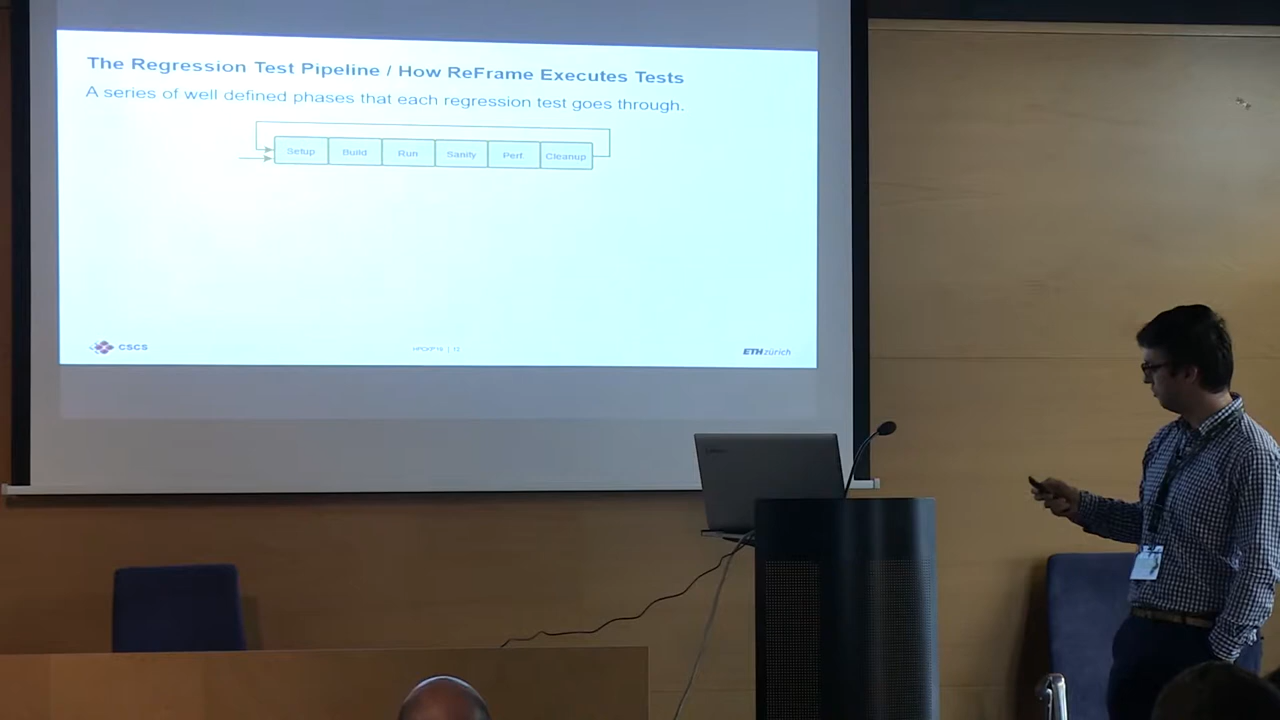 The Regression Test Pipeline / How ReFrame Executes Tests
A series of well defined phases that each regression test goes through.
Setup Build Run Sanity Perf Cleanup
CSCS
| 12
ETH zürich